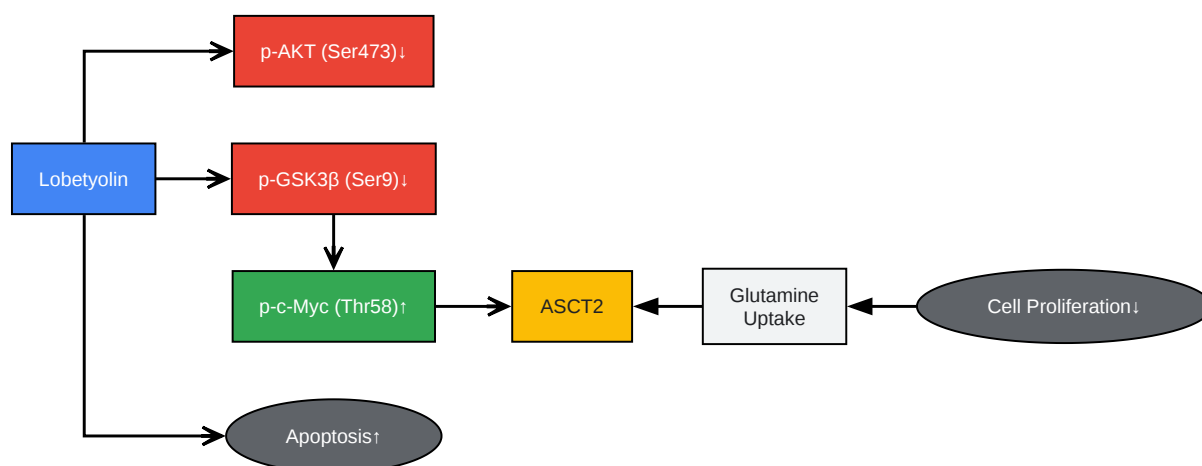 p-AKT (Ser473)↓
Lobetyolin
p-GSK3β (Ser9)↓
p-c-Myc (Thr58)↑
ASCT2
Glutamine
Uptake
Cell Proliferation↓
Apoptosis↑